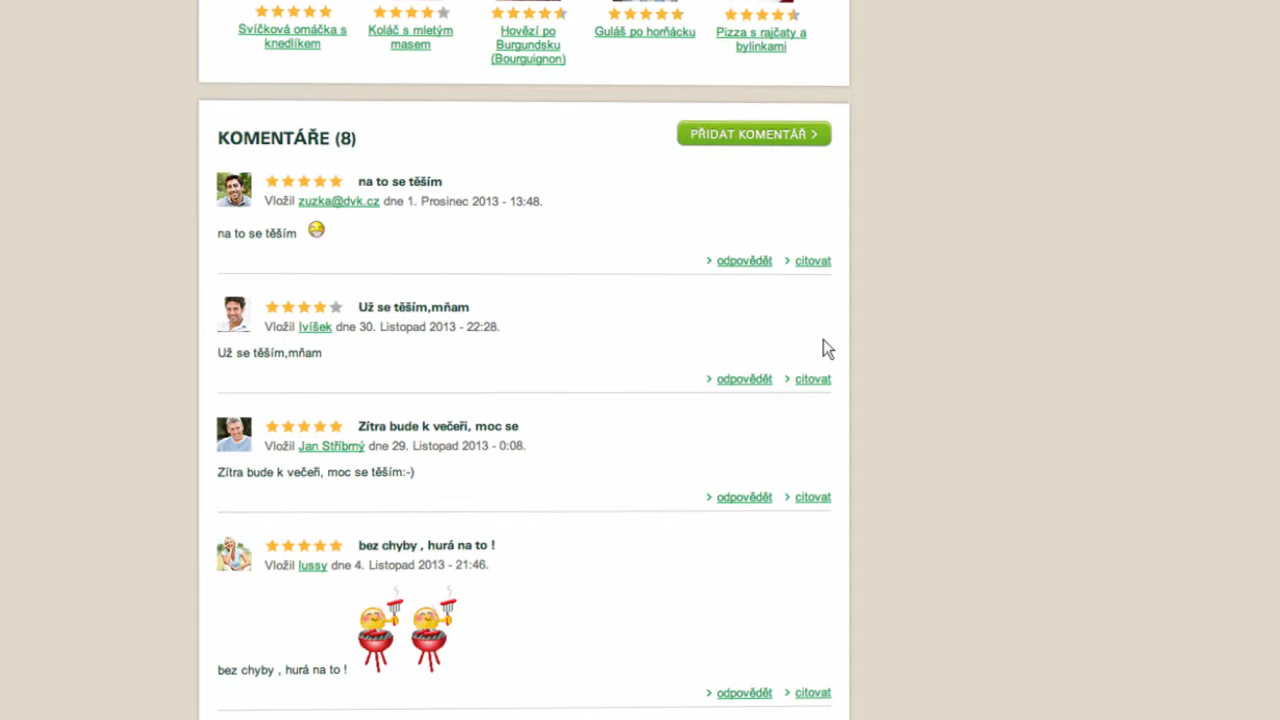 Svíčková omáčka s
knedlíkem
Koláč s mletým
masem
Hovězí po
Burgundsku
(Bourguignon)
Guláš po horňácku
Pizza s rajčaty a
bylinkami
KOMENTÁŘE (8)
PŘIDAT KOMENTÁŘ >
na to se těším
Vložil zuzka@dvk.cz dne 1. Prosinec 2013 - 13:48.
na to se těším
> odpovědět > citovat
Už se těším,mňam
Vložil Ivíšek dne 30. Listopad 2013 - 22:28.
Už se těším,mňam
> odpovědět > citovat
Zítra bude k večeři, moc se
Vložil Jan Stříbrný dne 29. Listopad 2013 - 0:08.
Zítra bude k večeři, moc se těším:-)
> odpovědět > citovat
bez chyby , hurá na to !
Vložil lussy dne 4. Listopad 2013 - 21:46.
bez chyby , hurá na to !
> odpovědět > citovat